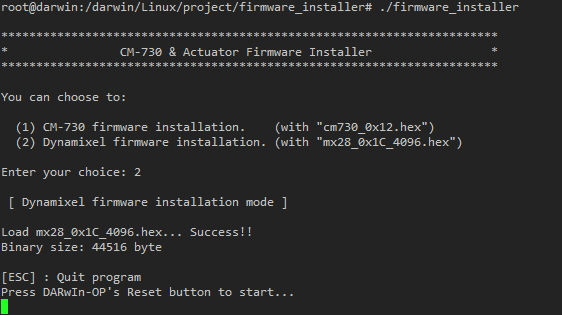 root@darwin:/darwin/Linux/project/firmware_installer# ./firmware_installer
***********************************************************************
*                CM-730 & Actuator Firmware Installer                 *
***********************************************************************
You can choose to:
(1) CM-730 firmware installation.    (with "cm730_0x12.hex")
(2) Dynamixel firmware installation. (with "mx28_0x1C_4096.hex")
Enter your choice: 2
[ Dynamixel firmware installation mode ]
Load mx28_0x1C_4096.hex... Success!!
Binary size: 44516 byte
[ESC] : Quit program
Press DARwIn-OP's Reset button to start...